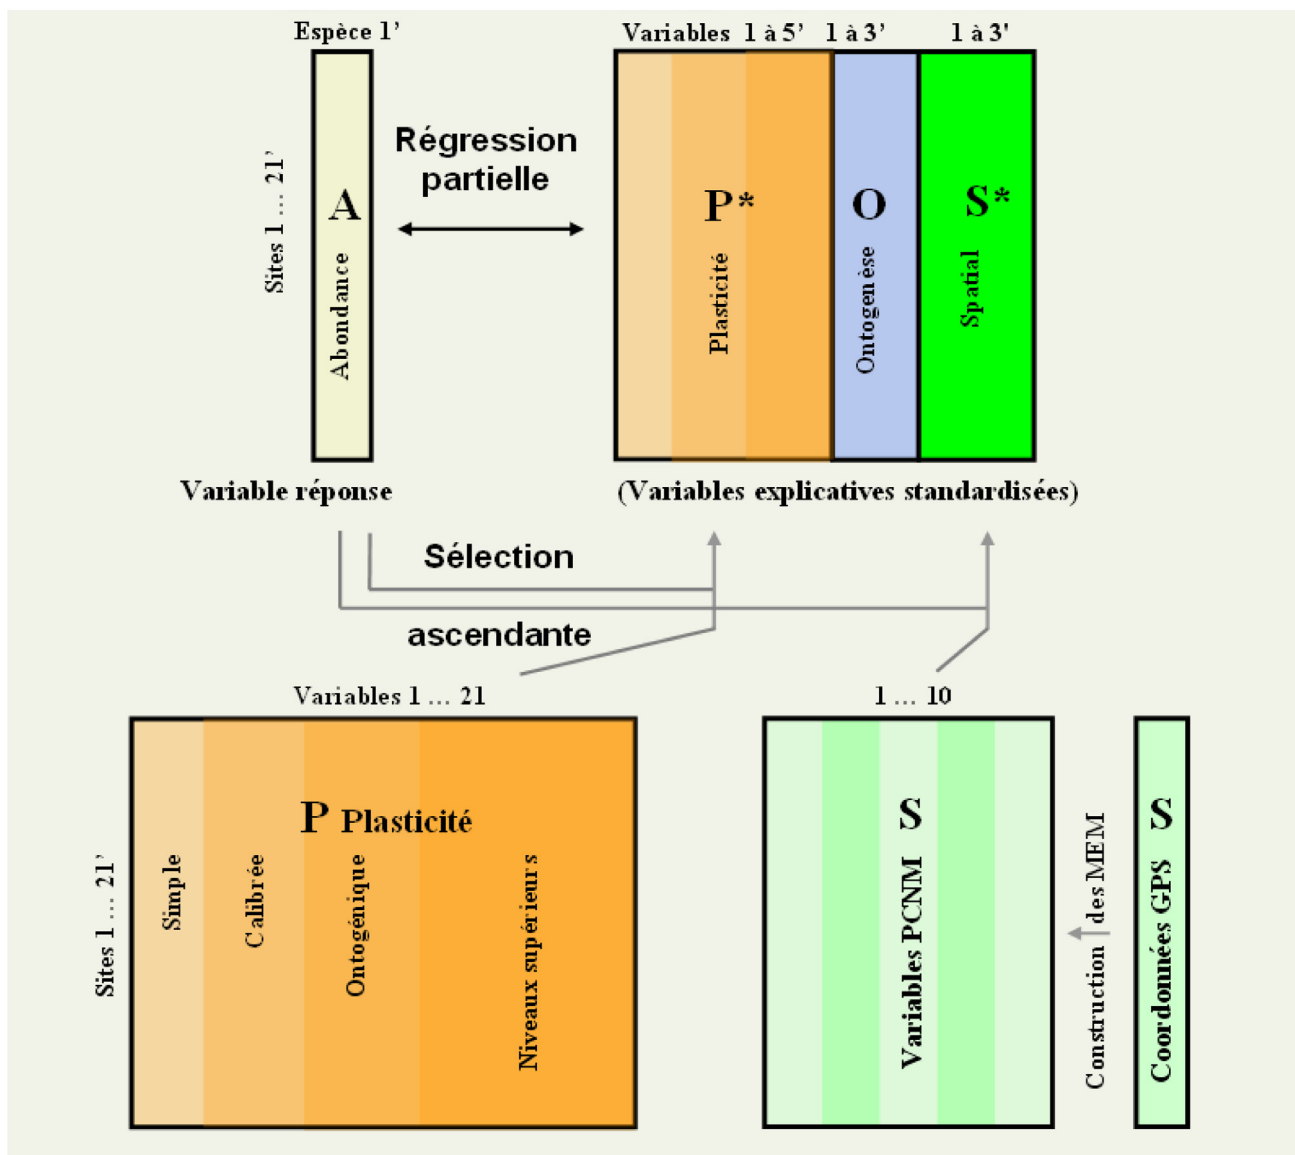 Espèce 1’
Variables 1 à 5’ 1 à 3’ 1 à 3'
Sites 1 … 21’
A
Abondance
Régression
partielle
P*
Plasticité
O
Ontogenèse
S*
Spatial
Variable réponse
(Variables explicatives standardisées)
Sélection
ascendante
Variables 1 … 21
1 … 10
Sites 1 … 21’
P Plasticité
Simple
Calibrée
Ontogénique
Niveaux supérieurs
S
Variables PCNM
Construction des MEM
S
Coordonnées GPS